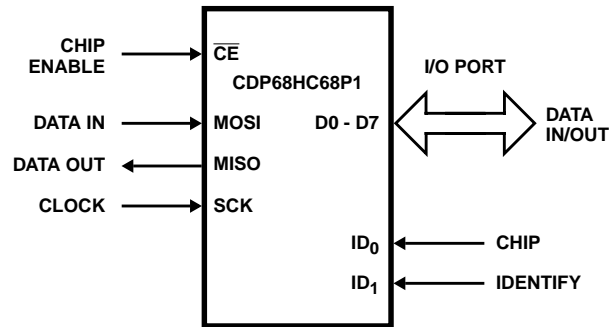 CHIP
ENABLE
CE
CDP68HC68P1
I/O PORT
DATA IN
MOSI
D0 - D7
DATA
IN/OUT
DATA OUT
MISO
CLOCK
SCK
ID0
CHIP
ID1
IDENTIFY